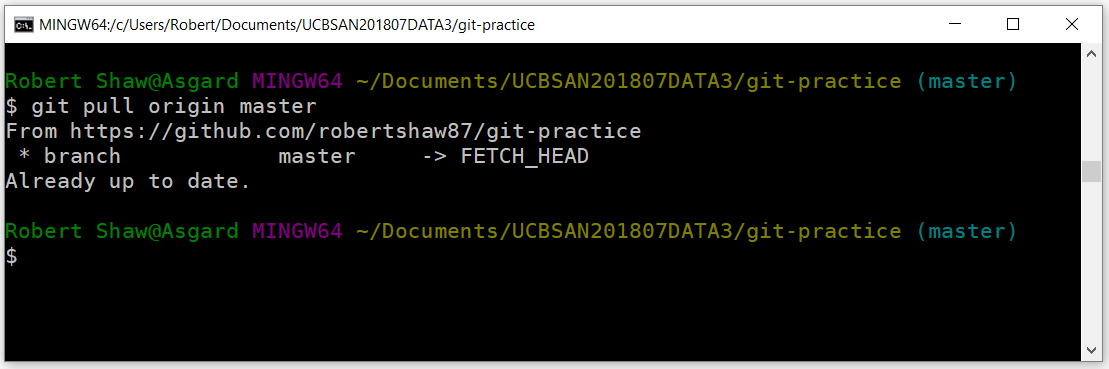 MINGW64:/c/Users/Robert/Documents/UCBSAN201807DATA3/git-practice
Robert Shaw@Asgard MINGW64 ~/Documents/UCBSAN201807DATA3/git-practice (master)
$ git pull origin master
From https://github.com/robertshaw87/git-practice
 * branch            master     -> FETCH_HEAD
Already up to date.
Robert Shaw@Asgard MINGW64 ~/Documents/UCBSAN201807DATA3/git-practice (master)
$